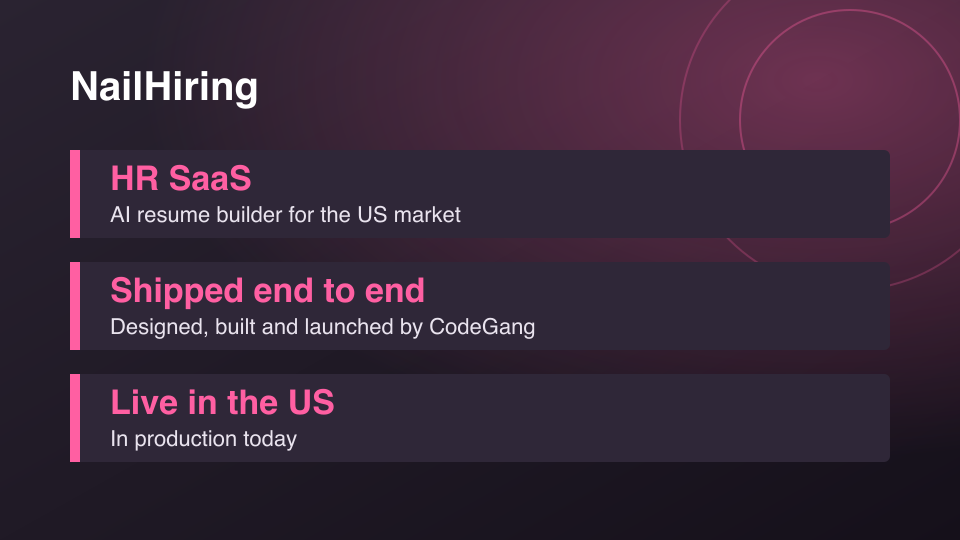 NailHiring
HR SaaS
AI resume builder for the US market
Shipped end to end
Designed, built and launched by CodeGang
Live in the US
In production today